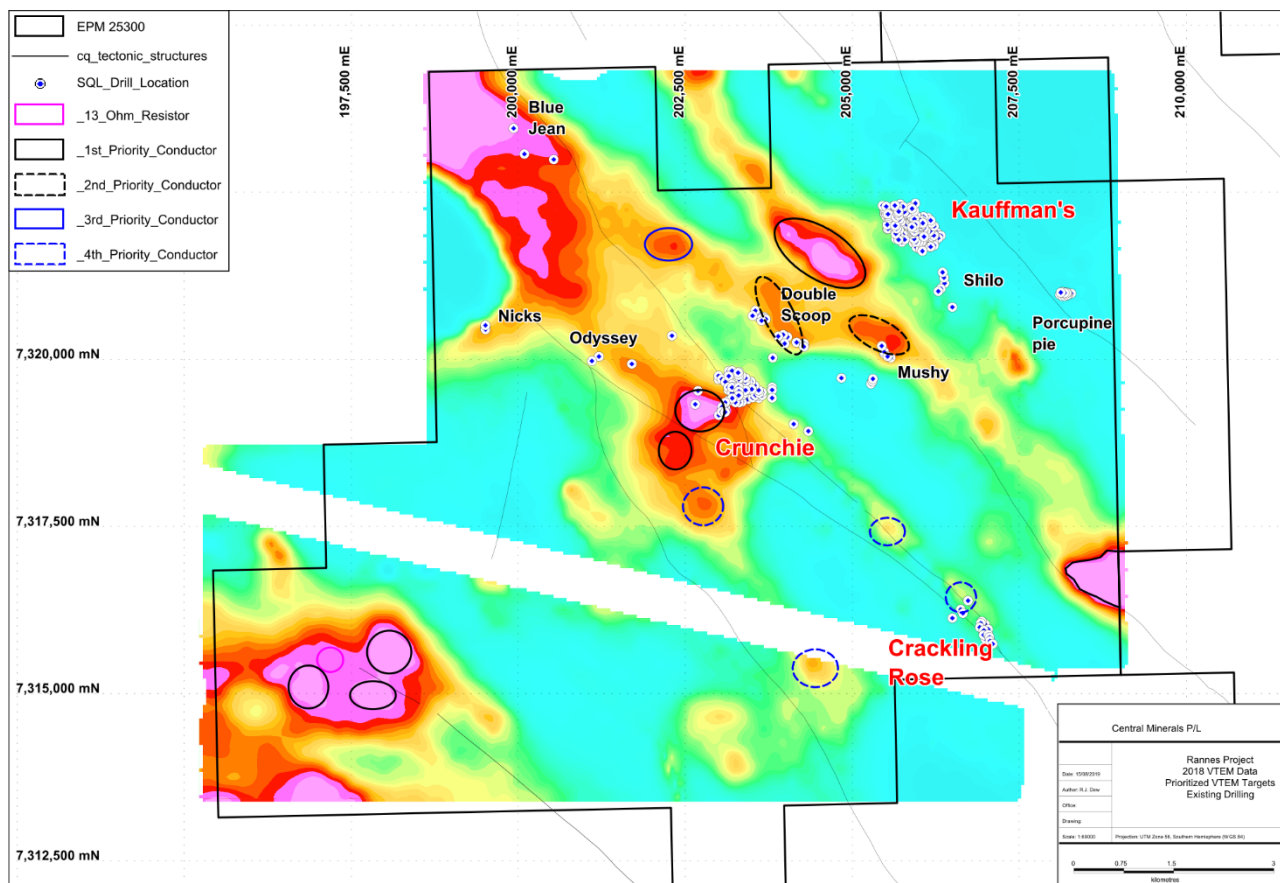 EPM 25300
cq_tectonic_structures
SQL_Drill_Location
_13_Ohm_Resistor
_1st_Priority_Conductor
_2nd_Priority_Conductor
_3rd_Priority_Conductor
_4th_Priority_Conductor
197,500 mE
200,000 mE
202,500 mE
205,000 mE
207,500 mE
210,000 mE
Blue
Jean
Kauffman's
Shilo
Double
Scoop
Porcupine
pie
Nicks
Odyssey
7,320,000 mN
Mushy
Crunchie
7,317,500 mN
Crackling
Rose
7,315,000 mN
7,312,500 mN
Central Minerals P/L
Rannes Project
2018 VTEM Data
Prioritized VTEM Targets
Existing Drilling
Author: R.J. Dow
Office:
Drawing:
Projection: UTM Zone 56, Southern Hemisphere (WGS 84)
0 0.75 1.5 3
kilometres